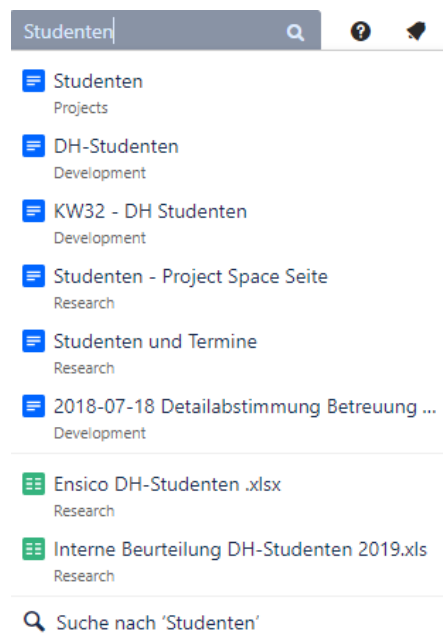 Studenten
Studenten
Projects
DH-Studenten
Development
KW32 - DH Studenten
Development
Studenten - Project Space Seite
Research
Studenten und Termine
Research
2018-07-18 Detailabstimmung Betreuung ...
Development
Ensico DH-Studenten .xlsx
Research
Interne Beurteilung DH-Studenten 2019.xls
Research
Suche nach ‘Studenten’